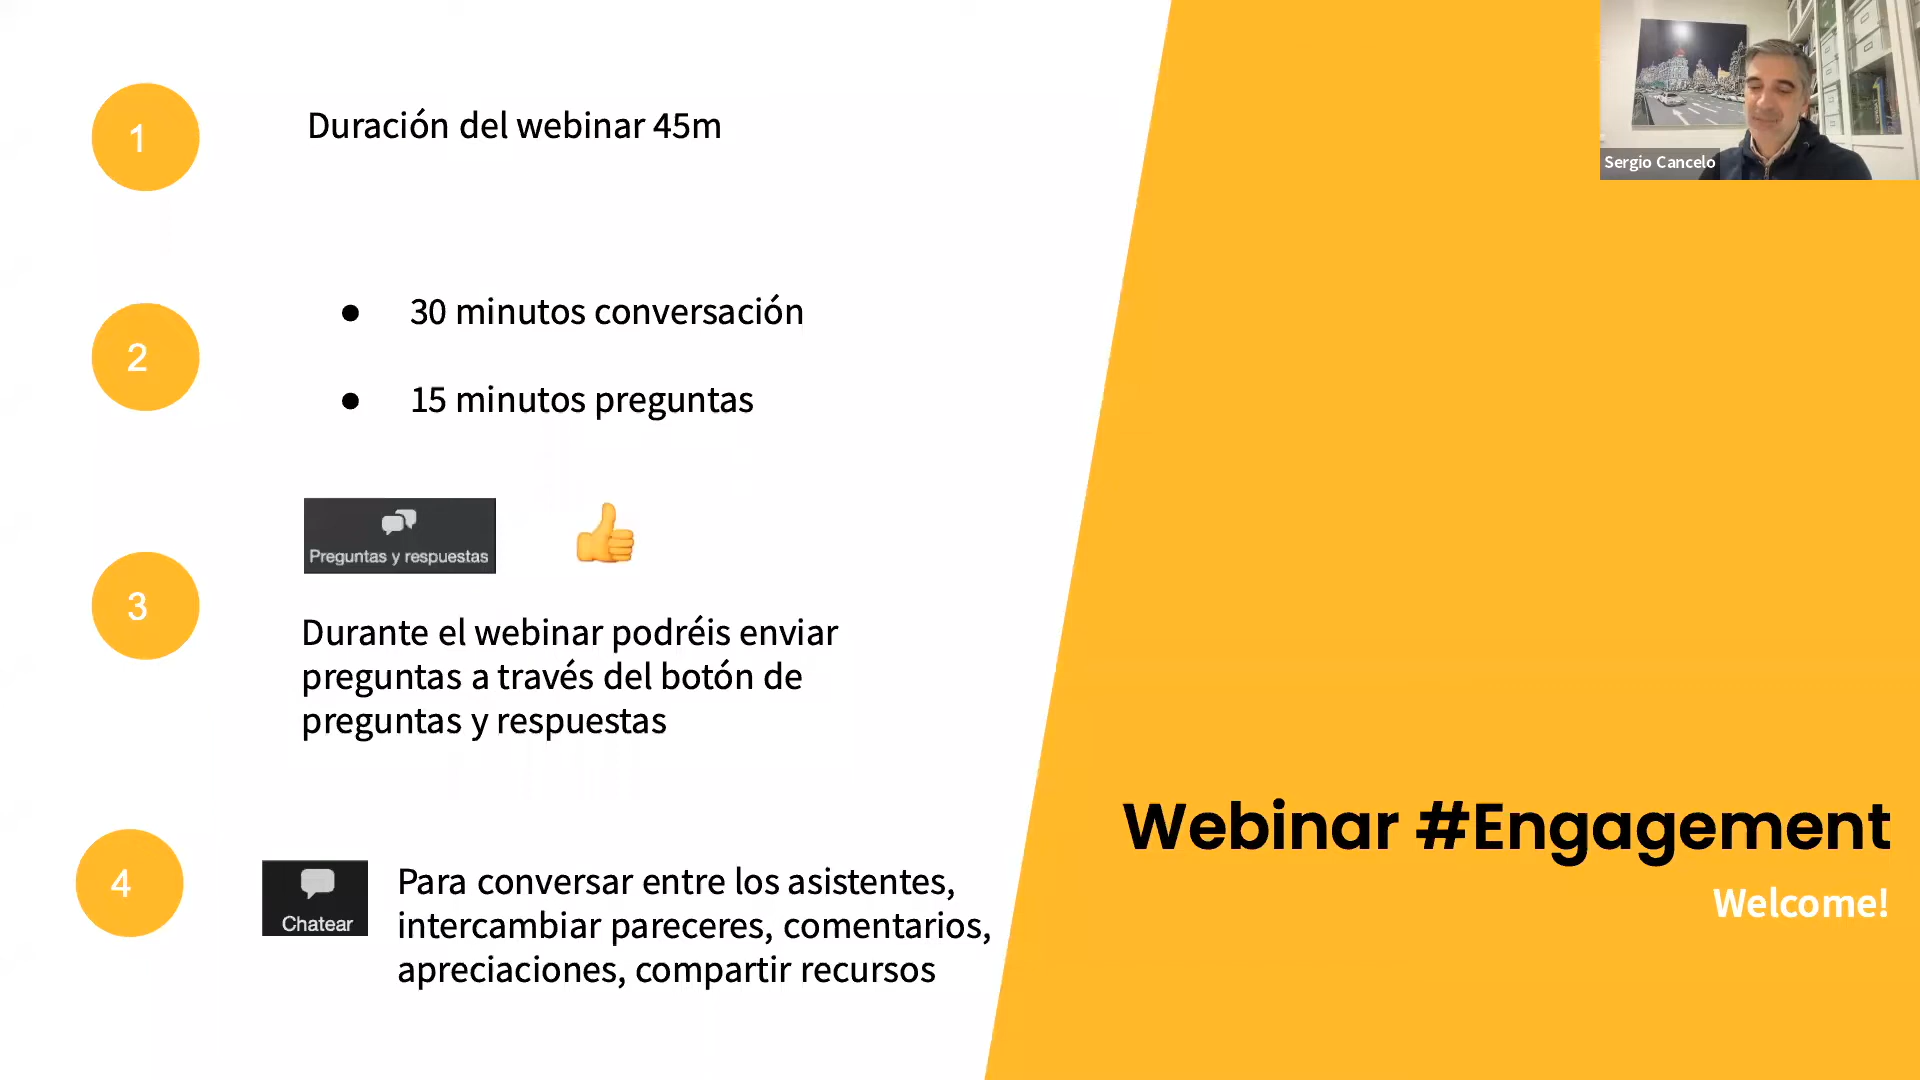 1
Duración del webinar 45m
2
● 30 minutos conversación
● 15 minutos preguntas
3
Preguntas y respuestas
Durante el webinar podréis enviar
preguntas a través del botón de
preguntas y respuestas
4
Chatear
Para conversar entre los asistentes,
intercambiar pareceres, comentarios,
apreciaciones, compartir recursos
Sergio Cancelo
Webinar #Engagement
Welcome!